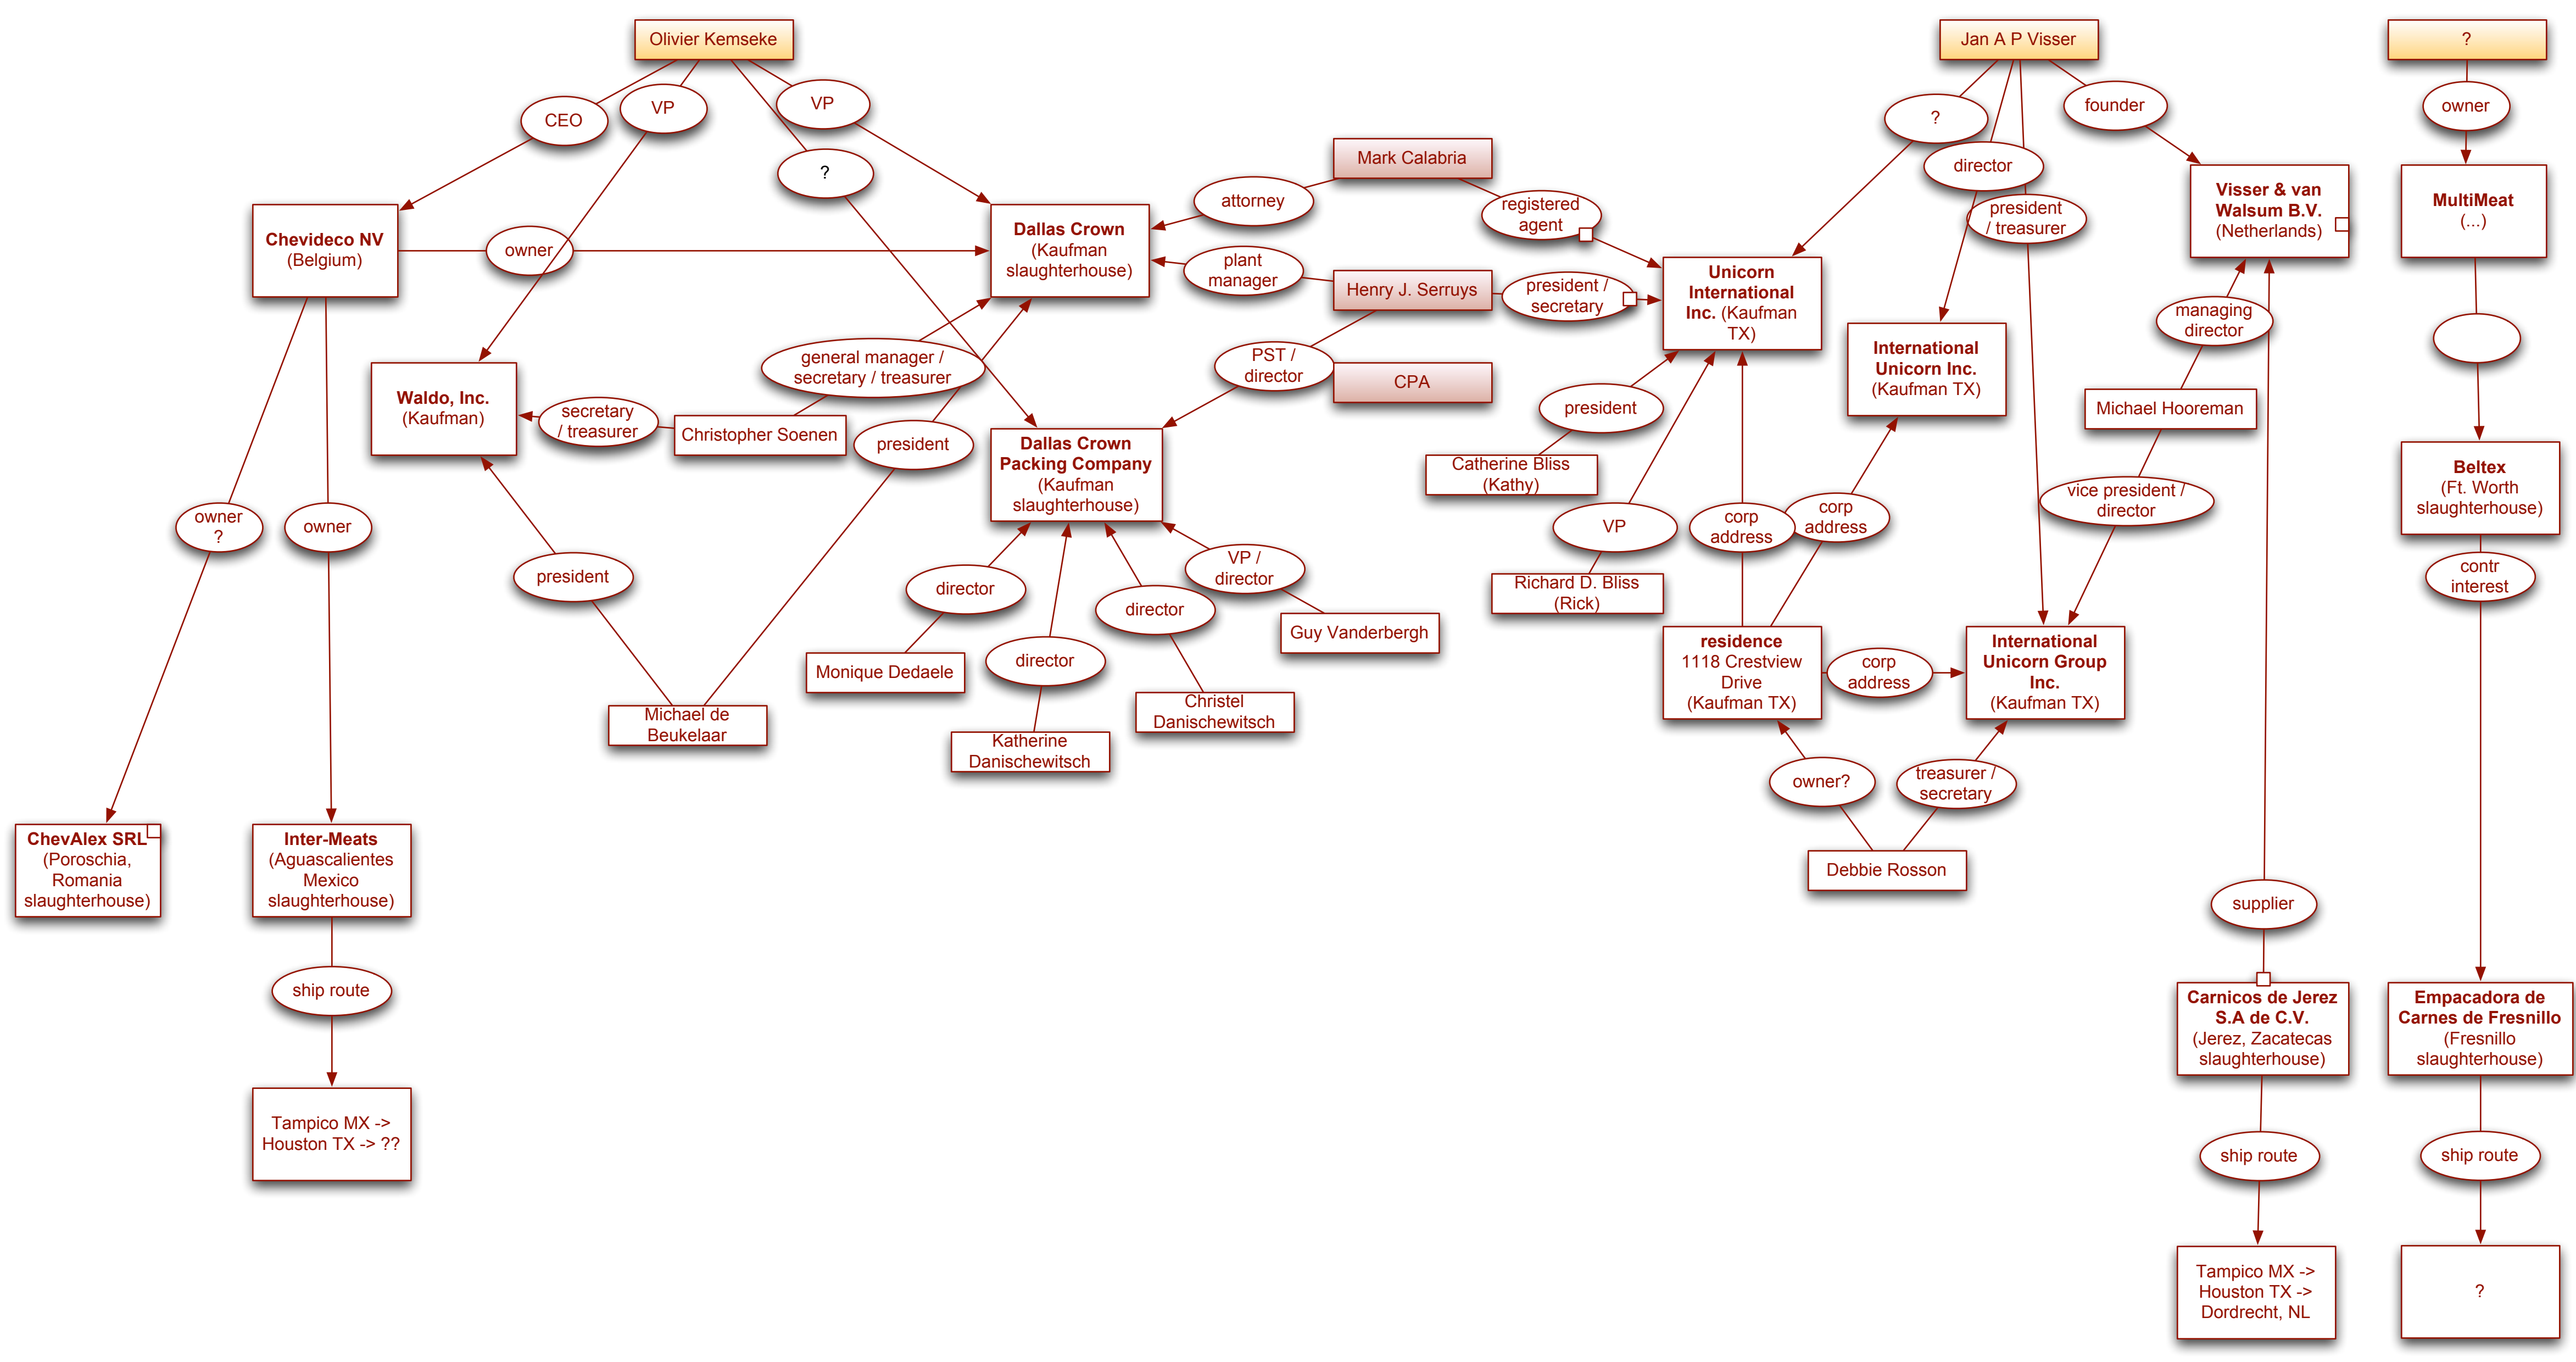 Olivier Kemseke
Jan A P Visser
?
CEO
VP
VP
?
founder
owner
?
Mark Calabria
director
attorney
registered
agent
president
/ treasurer
Visser & van
Walsum B.V.
(Netherlands)
MultiMeat
(...)
Chevideco NV
(Belgium)
owner
Dallas Crown
(Kaufman
slaughterhouse)
plant
manager
Henry J. Serruys
president /
secretary
Unicorn
International
Inc. (Kaufman
TX)
managing
director
International
Unicorn Inc.
(Kaufman TX)
general manager /
secretary / treasurer
PST /
director
CPA
Waldo, Inc.
(Kaufman)
secretary
/ treasurer
Christopher Soenen
president
president
Michael Hooreman
Dallas Crown
Packing Company
(Kaufman
slaughterhouse)
Catherine Bliss
(Kathy)
Beltex
(Ft. Worth
slaughterhouse)
owner
?
owner
VP
corp
address
corp
address
vice president /
director
president
director
director
VP /
director
Richard D. Bliss
(Rick)
contr
interest
Guy Vanderbergh
director
Monique Dedaele
residence
1118 Crestview
Drive
(Kaufman TX)
corp
address
International
Unicorn Group
Inc.
(Kaufman TX)
Michael de
Beukelaar
Katherine
Danischewitsch
Christel
Danischewitsch
owner?
treasurer /
secretary
ChevAlex SRL
(Poroschia,
Romania
slaughterhouse)
Inter-Meats
(Aguascalientes
Mexico
slaughterhouse)
Debbie Rosson
supplier
ship route
Carnicos de Jerez
S.A de C.V.
(Jerez, Zacatecas
slaughterhouse)
Empacadora de
Carnes de Fresnillo
(Fresnillo
slaughterhouse)
Tampico MX ->
Houston TX -> ??
ship route
ship route
Tampico MX ->
Houston TX ->
Dordrecht, NL
?